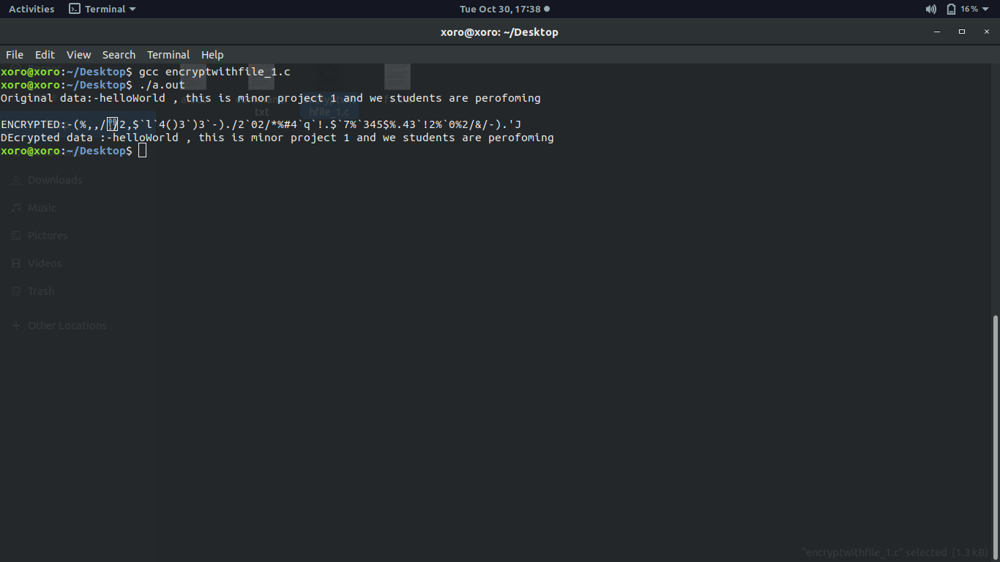 Activities Terminal Tue Oct 30, 17:38 16%
xoro@xoro: ~/Desktop
File Edit View Search Terminal Help
xoro@xoro:~/Desktop$ gcc encryptwithfile_1.c
xoro@xoro:~/Desktop$ ./a.out
Original data:-helloWorld , this is minor project 1 and we students are perofoming
ENCRYPTED:-(%,,/2,$`l`4()3`)3`-)./2`02/*%#4`q`!.$`7%`345$%.43`!2%`0%2/&/-).'J
DEcrypted data :-helloWorld , this is minor project 1 and we students are perofoming
xoro@xoro:~/Desktop$
Downloads
Music
Pictures
Videos
Trash
Other Locations
"encryptwithfile_1.c" selected (1.3 kB)